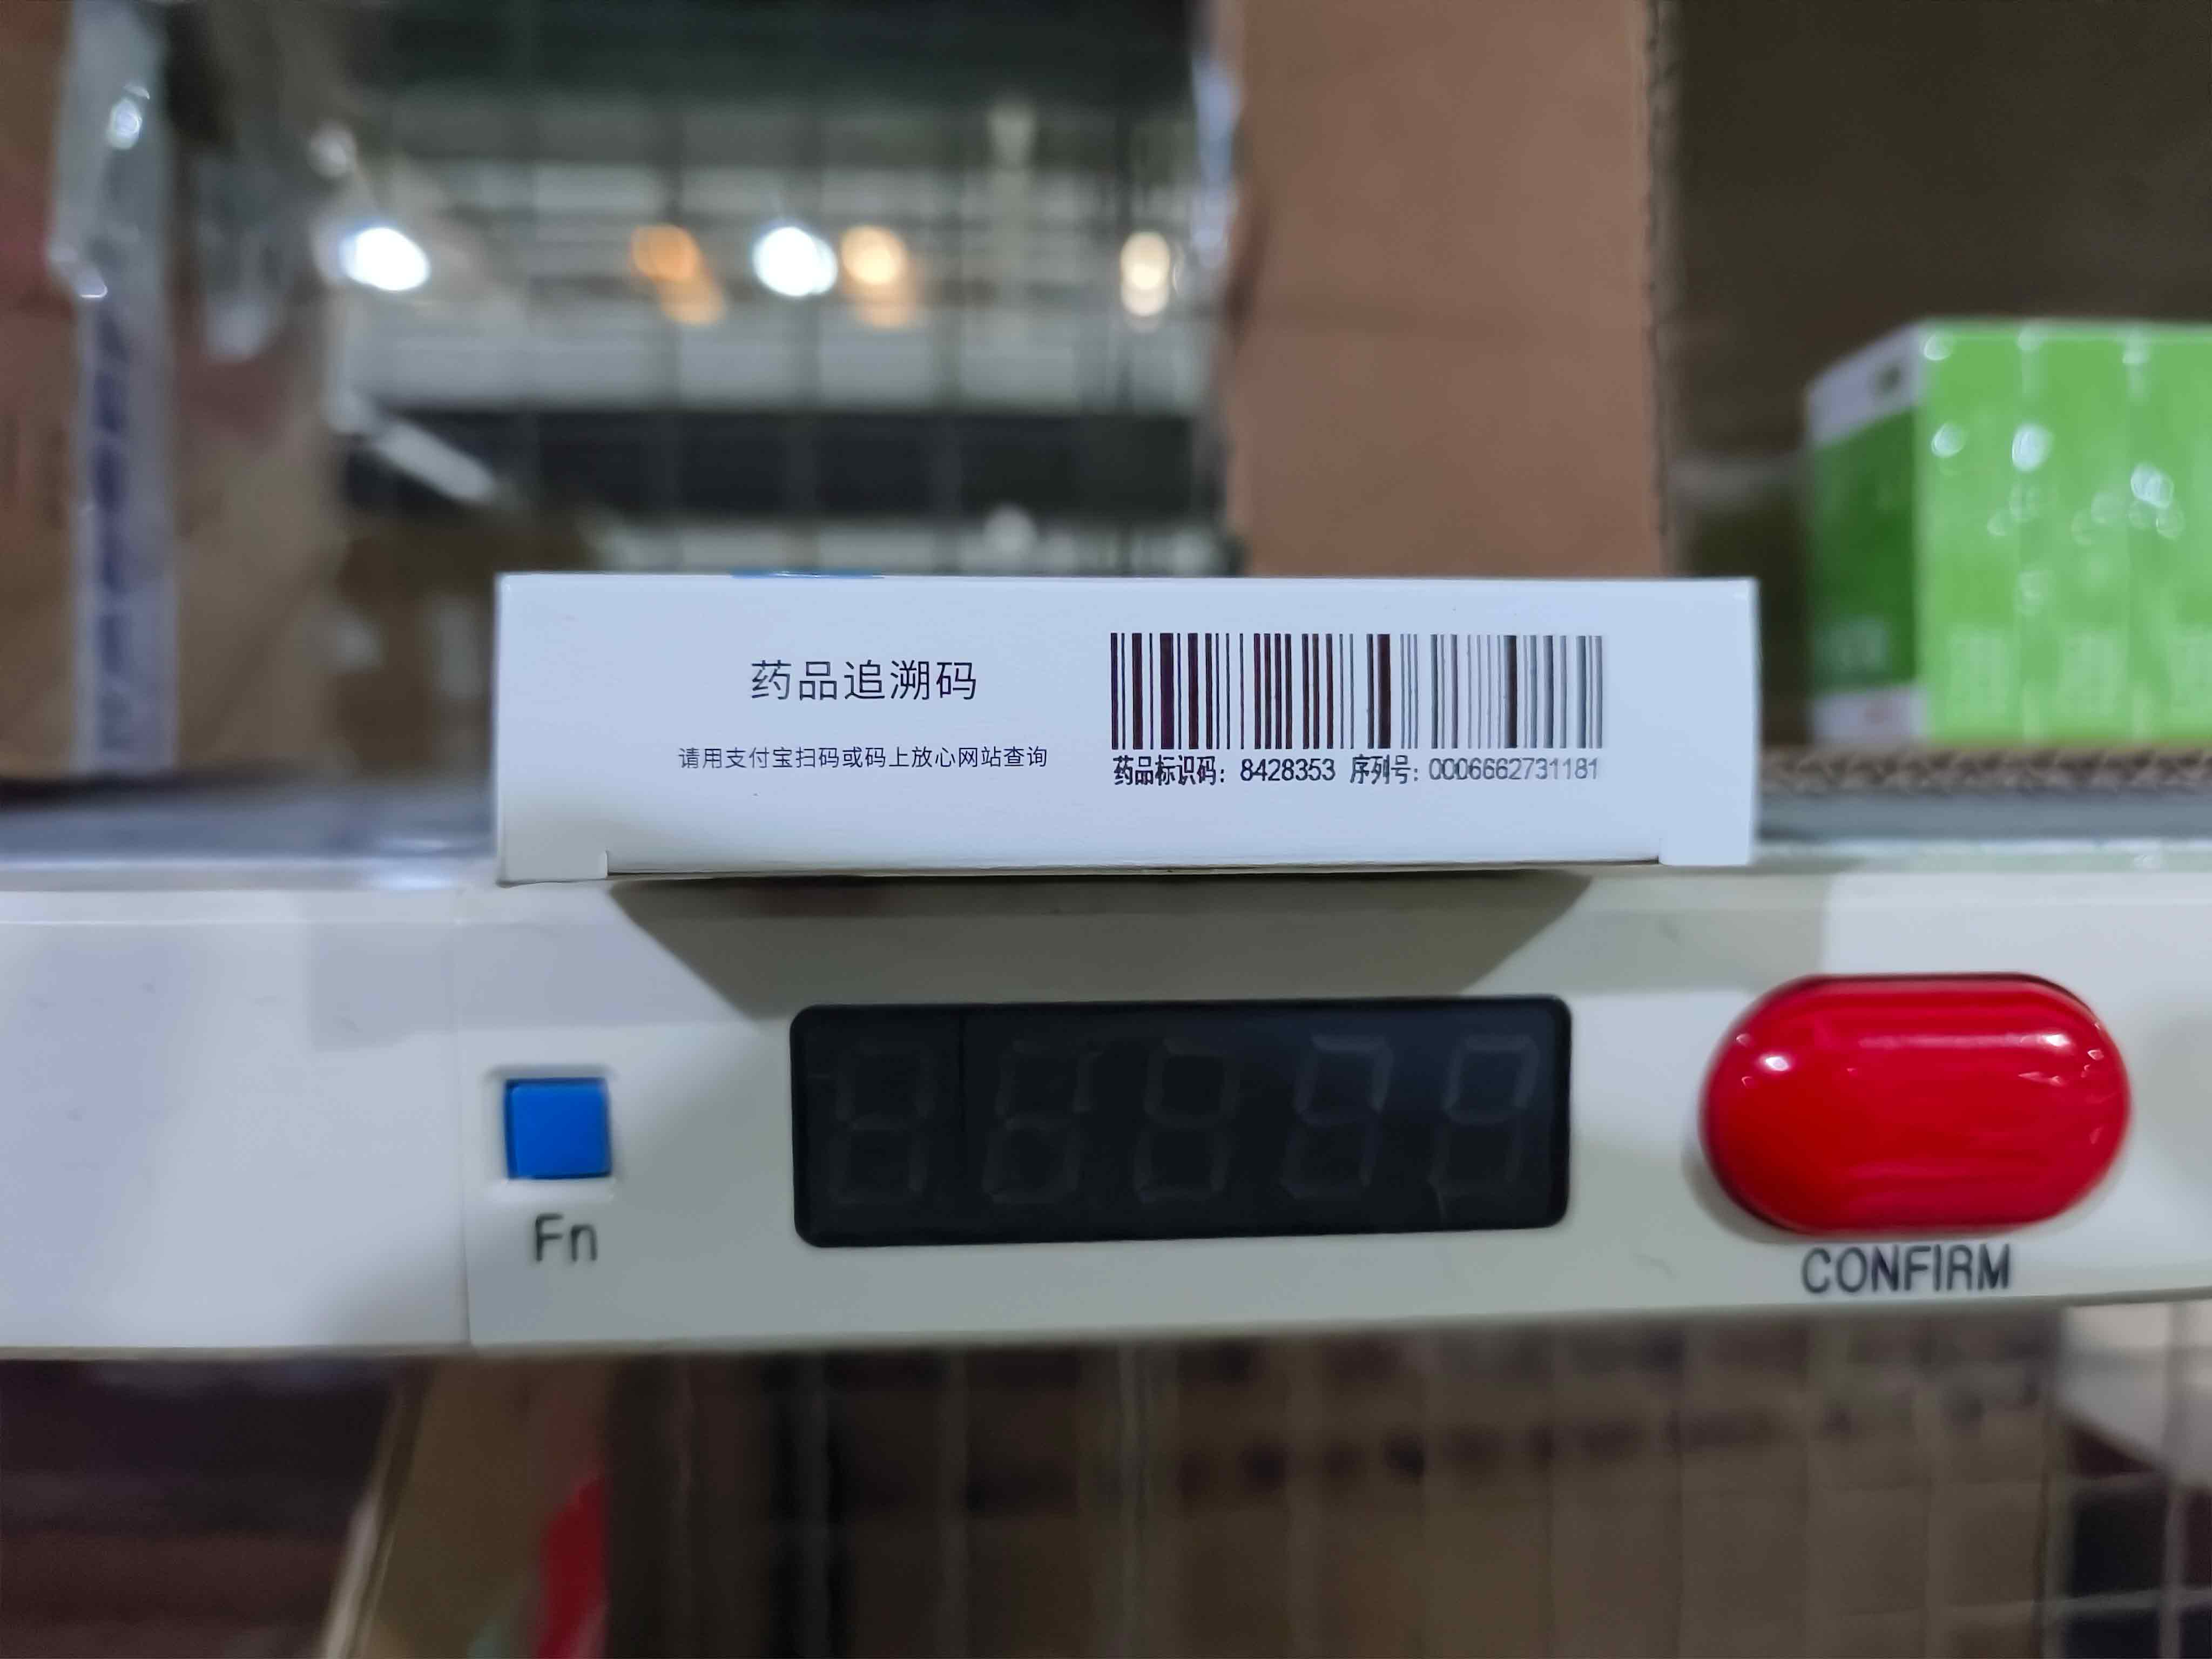 药品追溯码
请用支付宝扫码或码上放心网站查询
药品标识码：8428353 序列号：0006662731181
Fn
CONFIRM